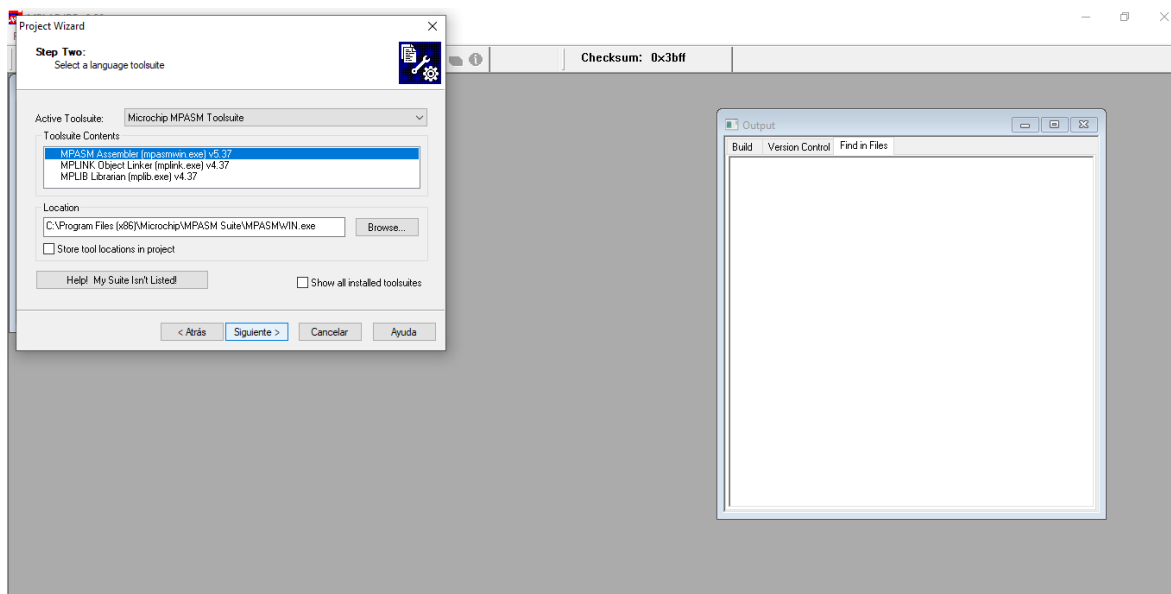 Project Wizard
Step Two:
Select a language toolsuite
Checksum: 0x3bff
Active Toolsuite: Microchip MPASM Toolsuite
Toolsuite Contents
MPASM Assembler (mpasmwin.exe) v5.37
MPLINK Object Linker (mplink.exe) v4.37
MPLIB Librarian (mplib.exe) v4.37
Location
C:\Program Files (x86)\Microchip\MPASM Suite\MPASMWIN.exe Browse...
Store tool locations in project
Help! My Suite Isn't Listed! Show all installed toolsuites
< Atrás Siguiente > Cancelar Ayuda
Output
Build Version Control Find in Files